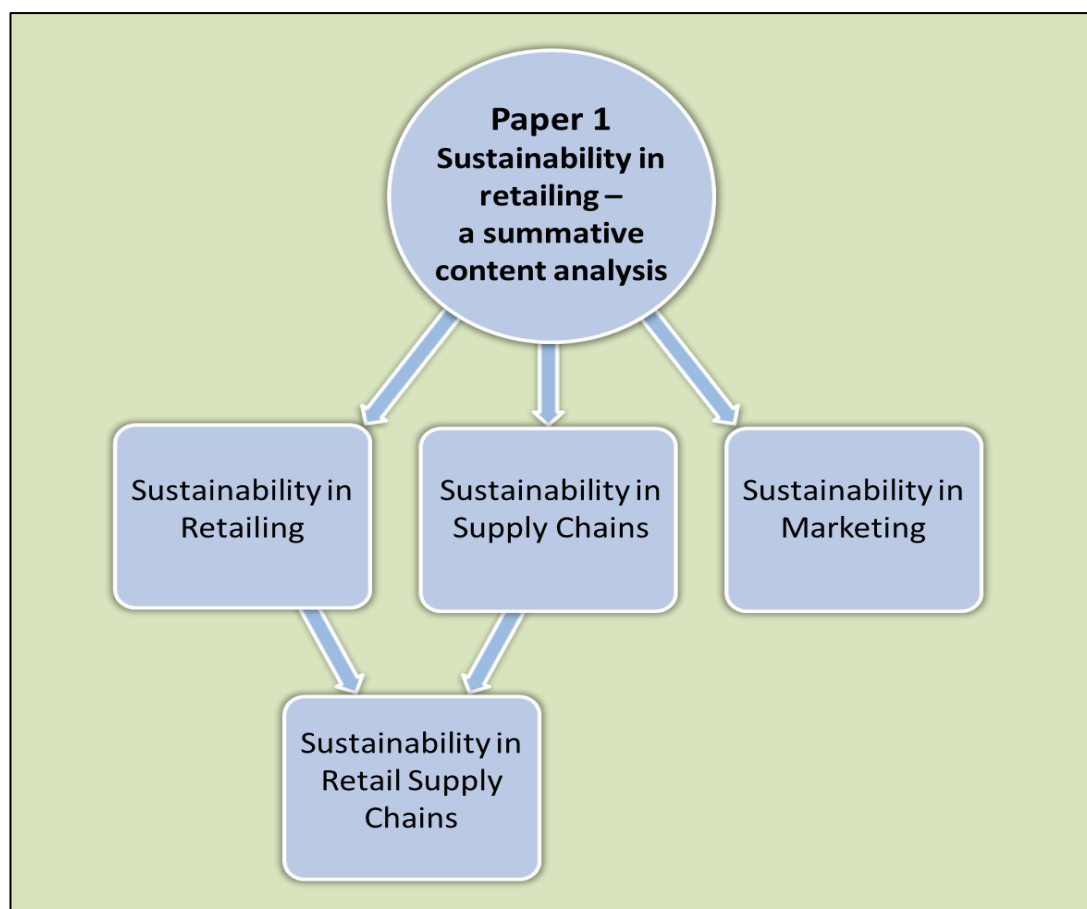 Paper 1
Sustainability in
retailing –
a summative
content analysis
Sustainability in
Retailing
Sustainability in
Supply Chains
Sustainability in
Marketing
Sustainability in
Retail Supply
Chains